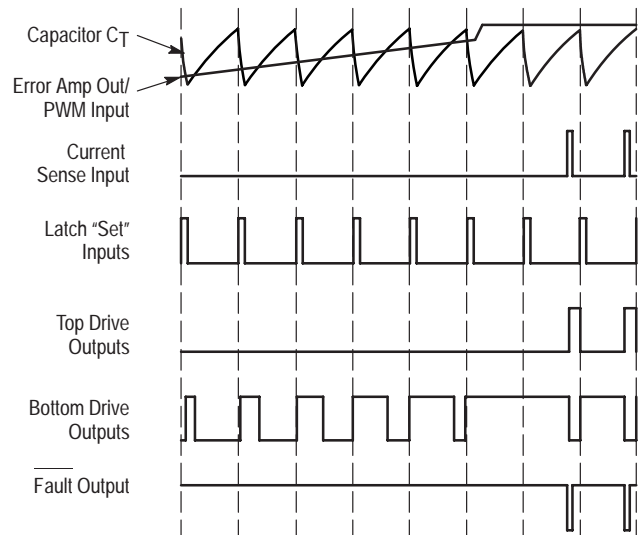 Capacitor CT
Error Amp Out/
PWM Input
Current
Sense Input
Latch “Set”
Inputs
Top Drive
Outputs
Bottom Drive
Outputs
Fault Output